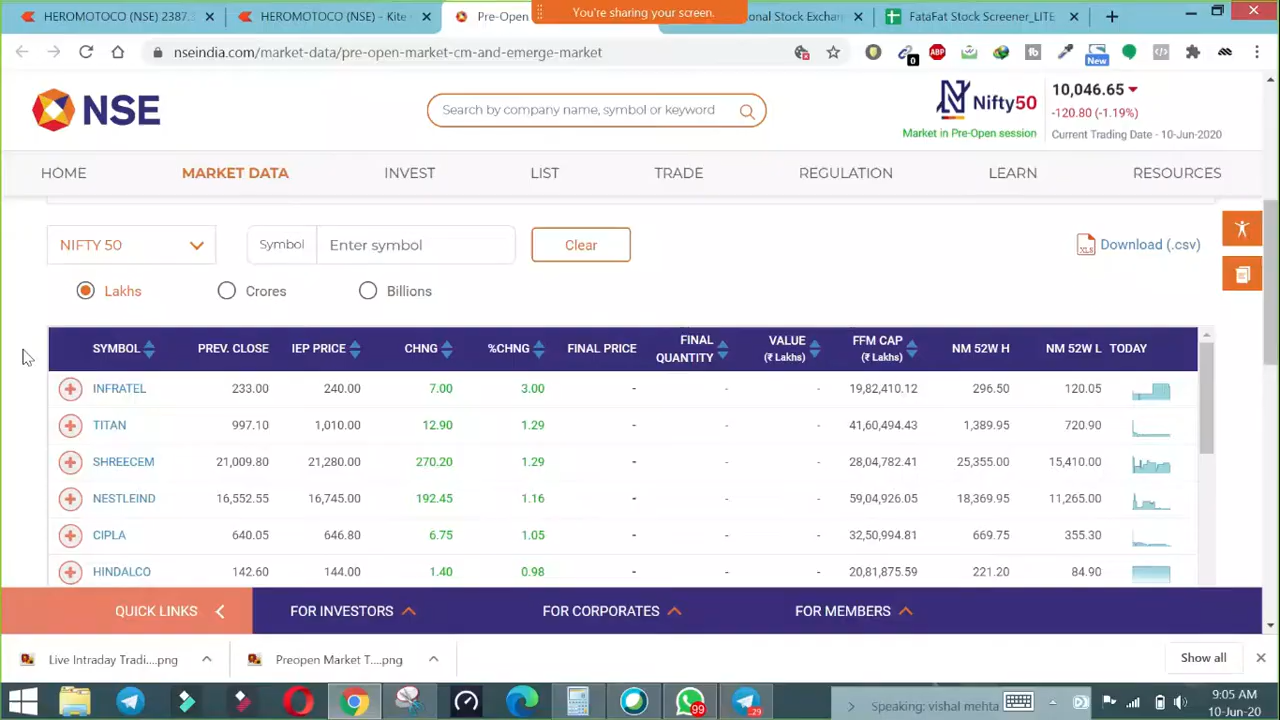 HEROMOTOCO (NSE) 2387.3
HEROMOTOCO (NSE) - Kite
Pre-Open
You're sharing your screen.
onal Stock Exchan
FataFat Stock Screener_LITE
nseindia.com/market-data/pre-open-market-cm-and-emerge-market
0
ABP
New
NSE
Search by company name, symbol or keyword
Nifty50
10,046.65
-120.80 (-1.19%)
Market in Pre-Open session
Current Trading Date - 10-Jun-2020
HOME MARKET DATA INVEST LIST TRADE REGULATION LEARN RESOURCES
NIFTY 50
Symbol Enter symbol
Clear
XLS
Download (.csv)
Lakhs Crores Billions
SYMBOL PREV. CLOSE IEP PRICE CHNG %CHNG FINAL PRICE FINAL QUANTITY VALUE (₹ Lakhs) FFM CAP (₹ Lakhs) NM 52W H NM 52W L TODAY
INFRATEL 233.00 240.00 7.00 3.00 - - - 19,82,410.12 296.50 120.05
TITAN 997.10 1,010.00 12.90 1.29 - - - 41,60,494.43 1,389.95 720.90
SHREECEM 21,009.80 21,280.00 270.20 1.29 - - - 28,04,782.41 25,355.00 15,410.00
NESTLEIND 16,552.55 16,745.00 192.45 1.16 - - - 59,04,926.05 18,369.95 11,265.00
CIPLA 640.05 646.80 6.75 1.05 - - - 32,50,994.81 669.75 355.30
HINDALCO 142.60 144.00 1.40 0.98 - - - 20,81,875.59 221.20 84.90
QUICK LINKS FOR INVESTORS FOR CORPORATES FOR MEMBERS
Live Intraday Tradi....png
Preopen Market T....png
Show all
99
29
Speaking: vishal mehta
9:05 AM
10-Jun-20